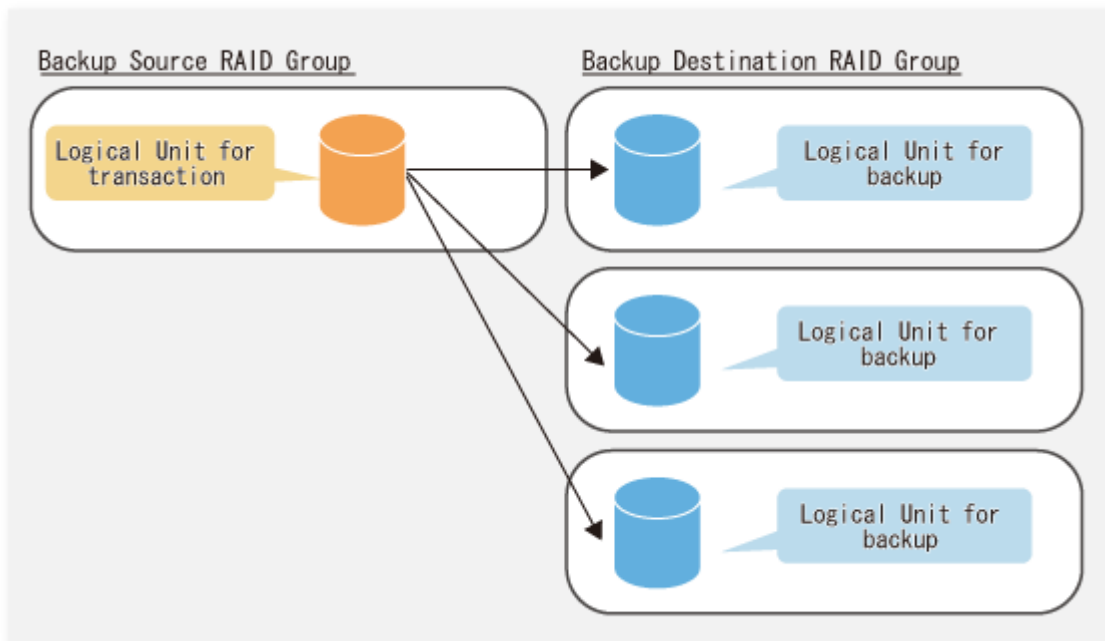 Backup Source RAID Group
Backup Destination RAID Group
Logical Unit for
transaction
Logical Unit for
backup
Logical Unit for
backup
Logical Unit for
backup